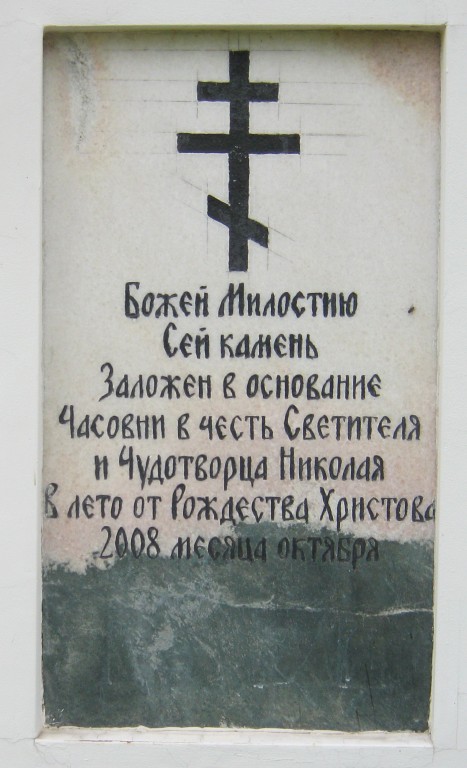 Божей Милостию
Сей камень
Заложен в основание
Часовни в честь Светителя
и Чудотворца Николая
в лето от Рождества Христова
2008 месяца октября